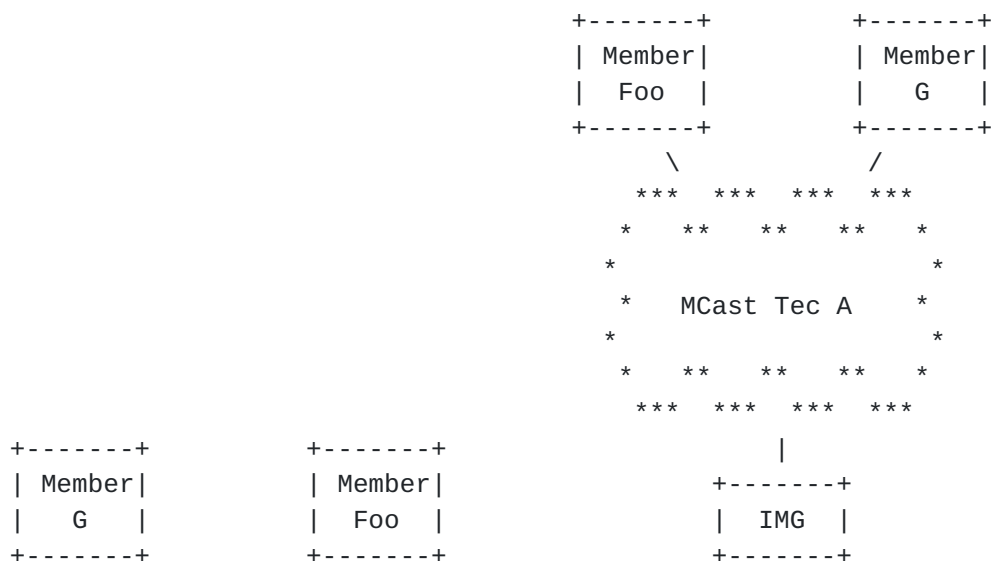 +-------+         +-------+
                                    | Member|         | Member|
                                    |  Foo  |         |   G   |
                                    +-------+         +-------+
                                          \            /
                                        ***  ***  ***  ***
                                       *   **   **   **   *
                                      *                    *
                                       *   MCast Tec A    *
                                      *                    *
                                       *   **   **   **   *
                                        ***  ***  ***  ***
+-------+          +-------+                     |
| Member|          | Member|                 +-------+
|   G   |          |  Foo  |                 |  IMG  |
+-------+          +-------+                 +-------+